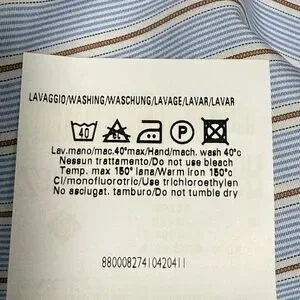 LAVAGGIO/WASHING/WASCHUNG/LAVAGE/LAVAR/LAVAR
40 CL P
Lav.mano/mac.40°max/Hand/mach. wash 40°c
Nessun trattamento/Do not use bleach
Temp. max 150° lana/Warm iron 150°c
Cl/monofluorotric/Use trichloroethylen
No asciugat. tamburo/Do not tumble dry
88000827410420411